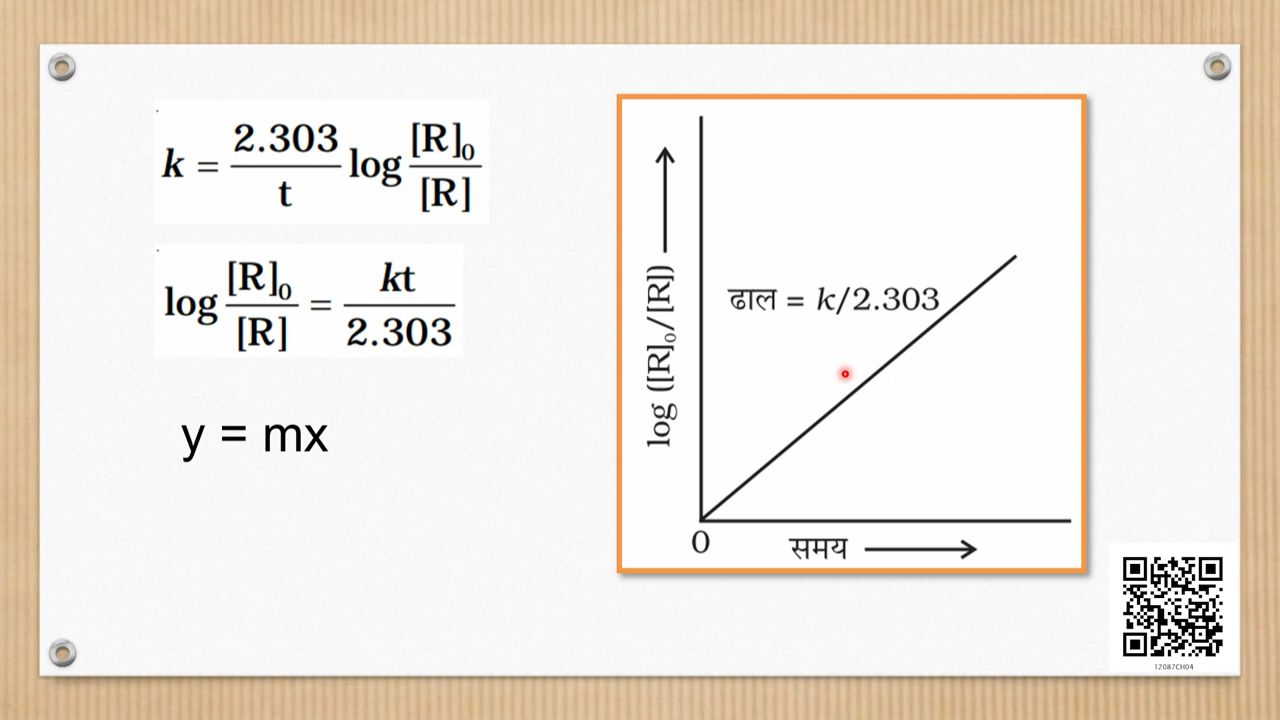 k = 2.303/t log [R]₀/[R]
log [R]₀/[R] = kt/2.303
y = mx
log ([R]₀/[R])
ढाल = k/2.303
0
समय
12087CH04